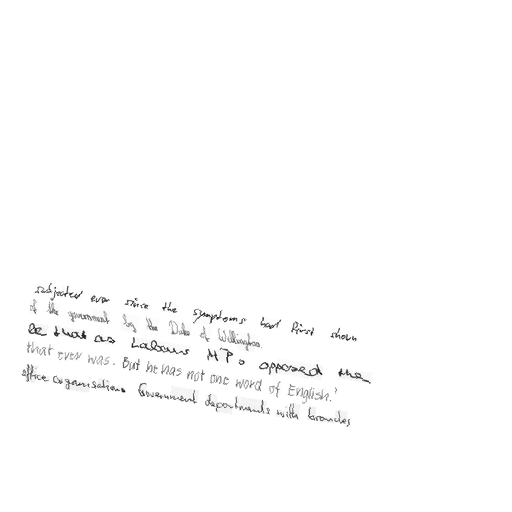 subjected ever since the symptoms had first shown
of the government by the Duke of Wellington
be that as Labour M P s opposed the
that ever was. But he has not one word of English.'
office organisations Government departments with branches